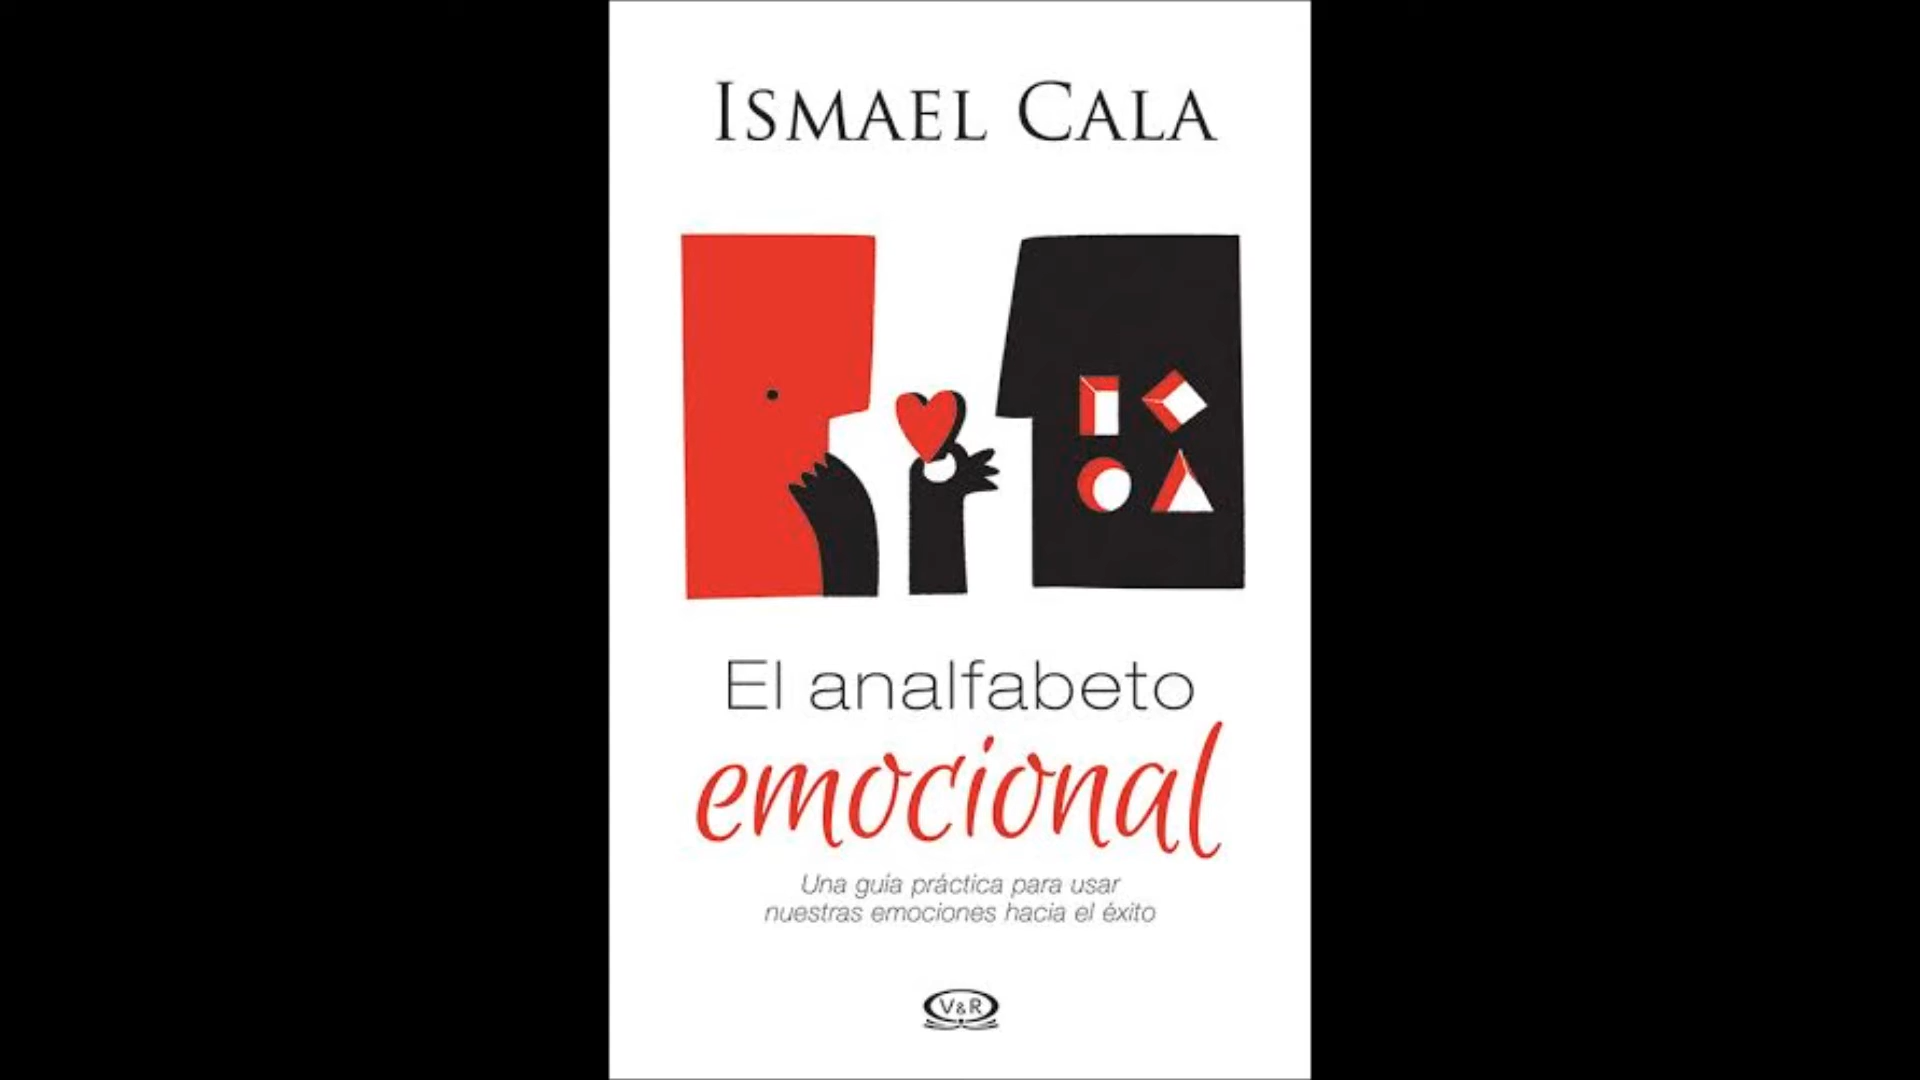 ISMAEL CALA
El analfabeto
emocional
Una guía práctica para usar
nuestras emociones hacia el éxito
V&R